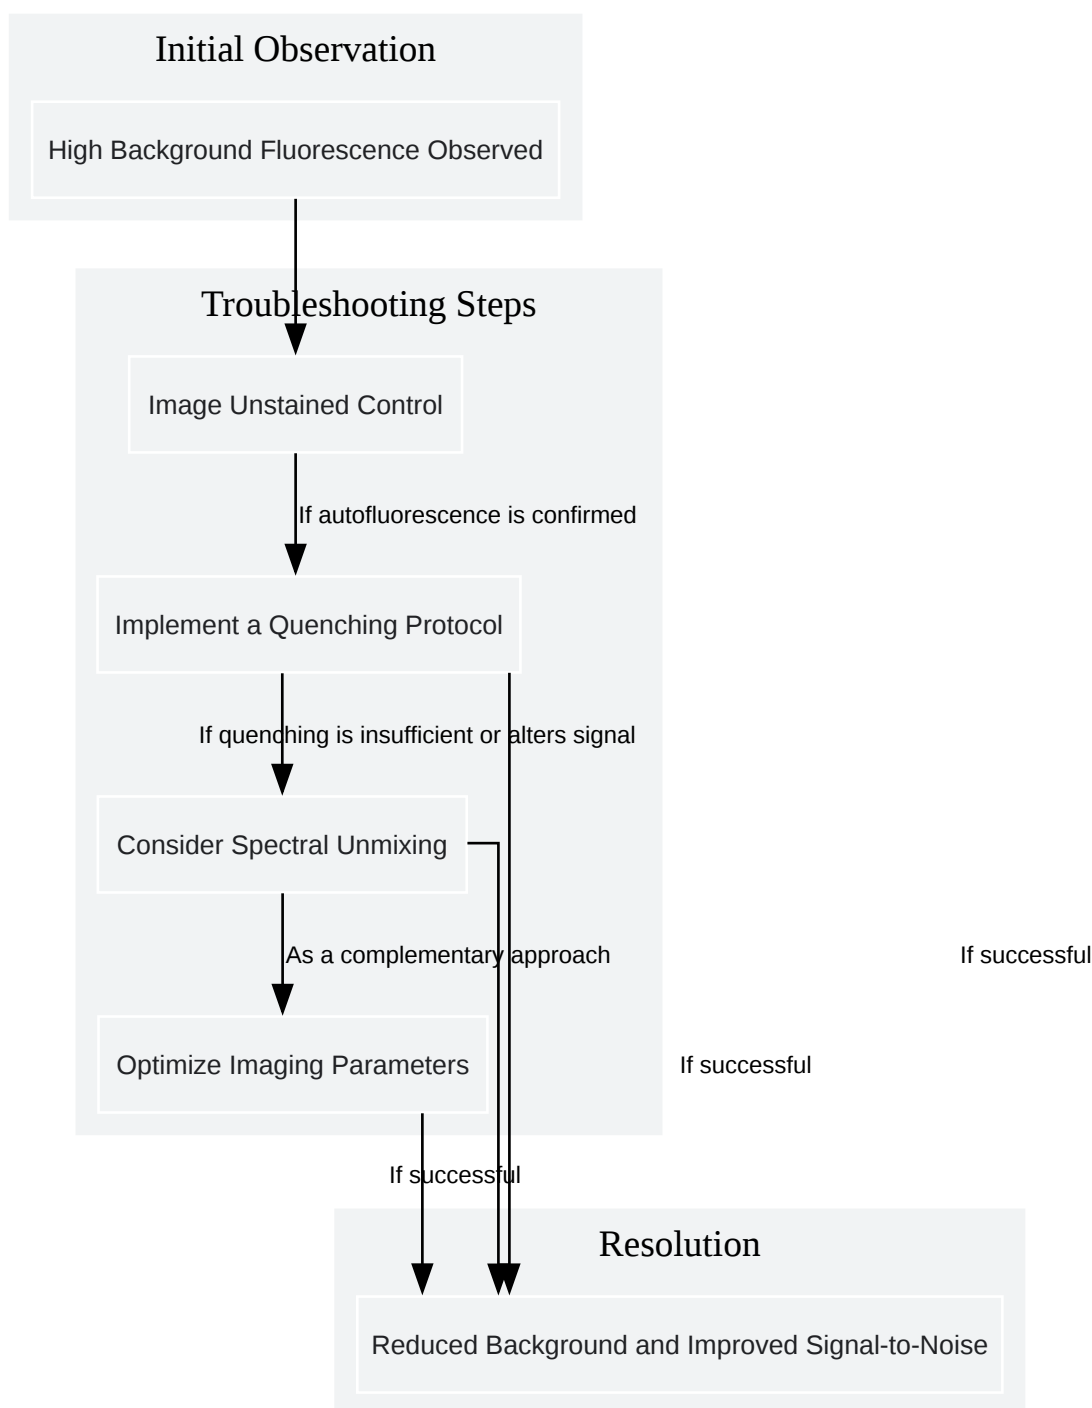 Initial Observation
High Background Fluorescence Observed
Troubleshooting Steps
Image Unstained Control
If autofluorescence is confirmed
Implement a Quenching Protocol
If quenching is insufficient or alters signal
Consider Spectral Unmixing
As a complementary approach
If successful
Optimize Imaging Parameters
If successful
If successful
Resolution
Reduced Background and Improved Signal-to-Noise